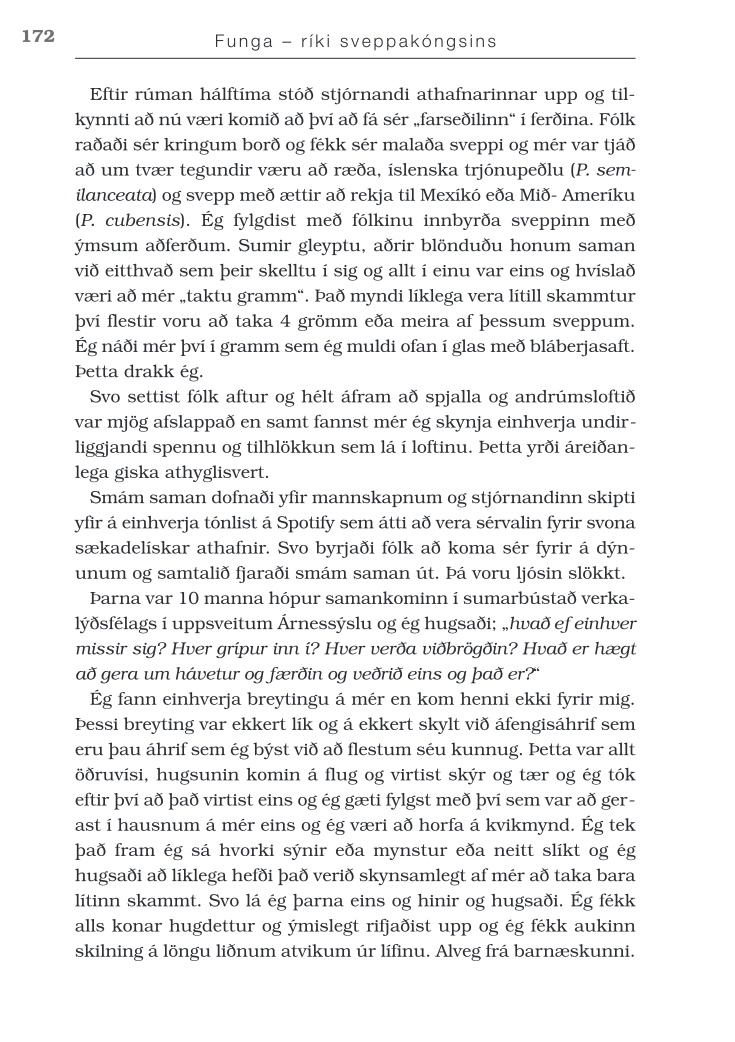 172
Funga – ríki sveppakóngsins
Eftir rúman hálftíma stóð stjórnandi athafnarinnar upp og til-
kynnti að nú væri komið að því að fá sér „farseðilinn“ í ferðina. Fólk
raðaði sér kringum borð og fékk sér malaða sveppi og mér var tjáð
að um tvær tegundir væru að ræða, íslenska trjónupeðlu (P. sem-
ilanceata) og svepp með ættir að rekja til Mexíkó eða Mið- Ameríku
(P. cubensis). Ég fylgdist með fólkinu innbyrða sveppinn með
ýmsum aðferðum. Sumir gleyptu, aðrir blönduðu honum saman
við eitthvað sem þeir skelltu í sig og allt í einu var eins og hvíslað
væri að mér „taktu gramm“. Það myndi líklega vera lítill skammtur
því flestir voru að taka 4 grömm eða meira af þessum sveppum.
Ég náði mér því í gramm sem ég muldi ofan í glas með bláberjasaft.
Þetta drakk ég.
Svo settist fólk aftur og hélt áfram að spjalla og andrúmsloftið
var mjög afslappað en samt fannst mér ég skynja einhverja undir-
liggjandi spennu og tilhlökkun sem lá í loftinu. Þetta yrði áreiðan-
lega giska athyglisvert.
Smám saman dofnaði yfir mannskapnum og stjórnandinn skipti
yfir á einhverja tónlist á Spotify sem átti að vera sérvalin fyrir svona
sækadelískar athafnir. Svo byrjaði fólk að koma sér fyrir á dýn-
unum og samtalið fjaraði smám saman út. Þá voru ljósin slökkt.
Þarna var 10 manna hópur samankominn í sumarbústað verka-
lýðsfélags í uppsveitum Árnessýslu og ég hugsaði; „hvað ef einhver
missir sig? Hver grípur inn í? Hver verða viðbrögðin? Hvað er hægt
að gera um hávetur og færðin og veðrið eins og það er?“
Ég fann einhverja breytingu á mér en kom henni ekki fyrir mig.
Þessi breyting var ekkert lík og á ekkert skylt við áfengisáhrif sem
eru þau áhrif sem ég býst við að flestum séu kunnug. Þetta var allt
öðruvísi, hugsunin komin á flug og virtist skýr og tær og ég tók
eftir því að það virtist eins og ég gæti fylgst með því sem var að ger-
ast í hausnum á mér eins og ég væri að horfa á kvikmynd. Ég tek
það fram ég sá hvorki sýnir eða mynstur eða neitt slíkt og ég
hugsaði að líklega hefði það verið skynsamlegt af mér að taka bara
lítinn skammt. Svo lá ég þarna eins og hinir og hugsaði. Ég fékk
alls konar hugdettur og ýmislegt rifjaðist upp og ég fékk aukinn
skilning á löngu liðnum atvikum úr lífinu. Alveg frá barnæskunni.